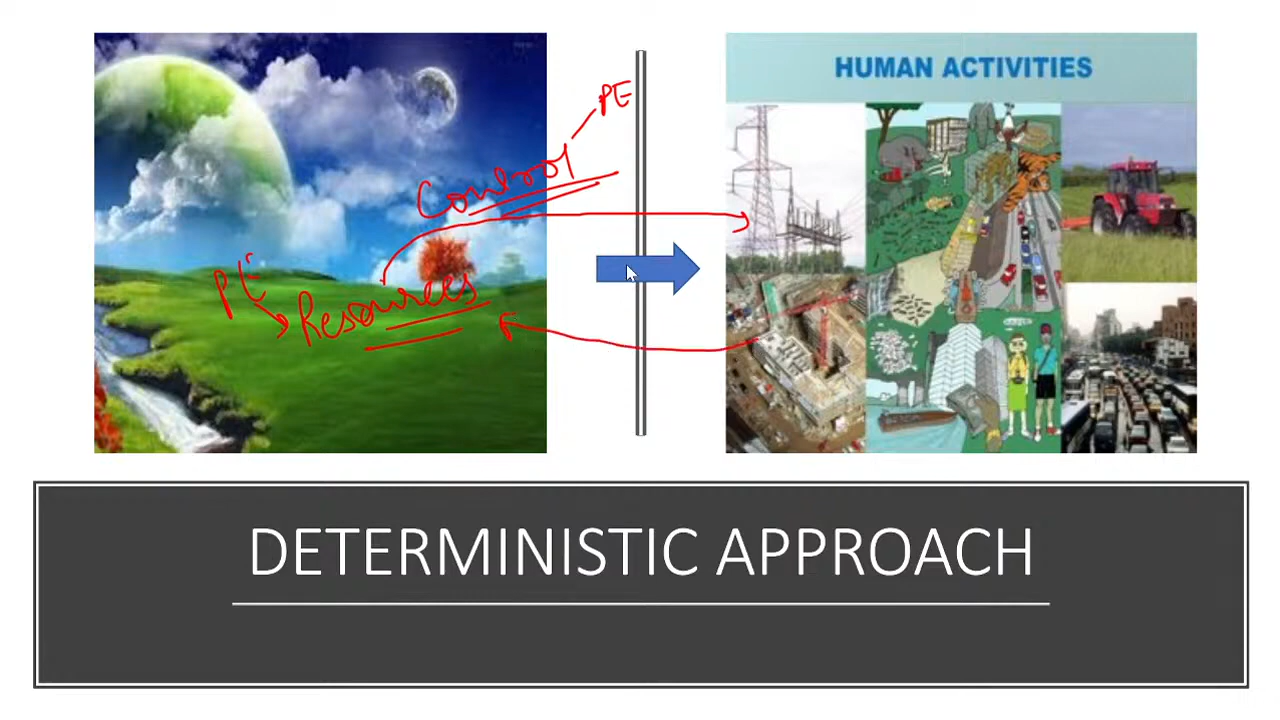 HUMAN ACTIVITIES
PE
Control
PE
Resources
DETERMINISTIC APPROACH